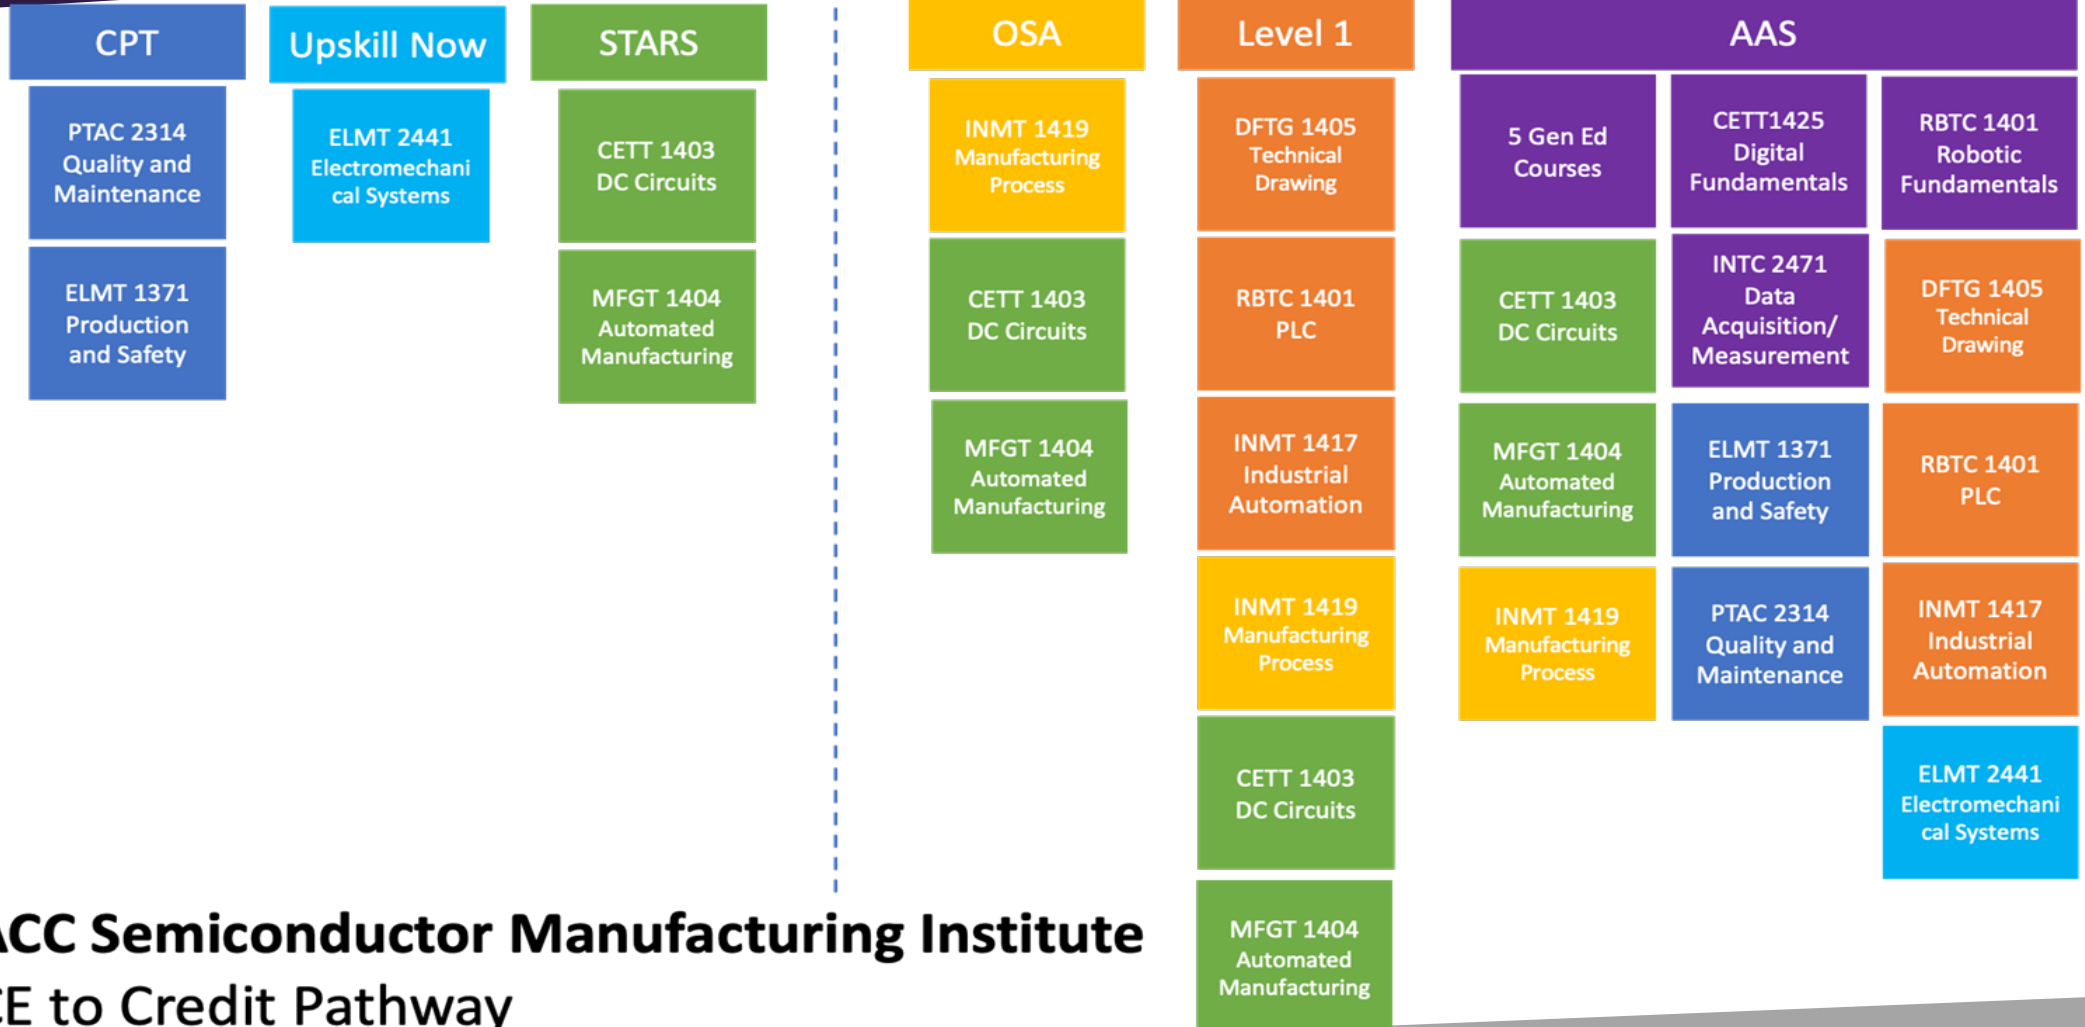 CPT
PTAC 2314
Quality and
Maintenance
ELMT 1371
Production
and Safety
Upskill Now
ELMT 2441
Electromechani
cal Systems
STARS
CETT 1403
DC Circuits
MFGT 1404
Automated
Manufacturing
OSA
INMT 1419
Manufacturing
Process
CETT 1403
DC Circuits
MFGT 1404
Automated
Manufacturing
Level 1
DFTG 1405
Technical
Drawing
RBTC 1401
PLC
INMT 1417
Industrial
Automation
INMT 1419
Manufacturing
Process
CETT 1403
DC Circuits
MFGT 1404
Automated
Manufacturing
AAS
5 Gen Ed
Courses
CETT 1403
DC Circuits
MFGT 1404
Automated
Manufacturing
INMT 1419
Manufacturing
Process
CETT1425
Digital
Fundamentals
INTC 2471
Data
Acquisition/
Measurement
ELMT 1371
Production
and Safety
PTAC 2314
Quality and
Maintenance
RBTC 1401
Robotic
Fundamentals
DFTG 1405
Technical
Drawing
RBTC 1401
PLC
INMT 1417
Industrial
Automation
ELMT 2441
Electromechani
cal Systems
ACC Semiconductor Manufacturing Institute
CE to Credit Pathway